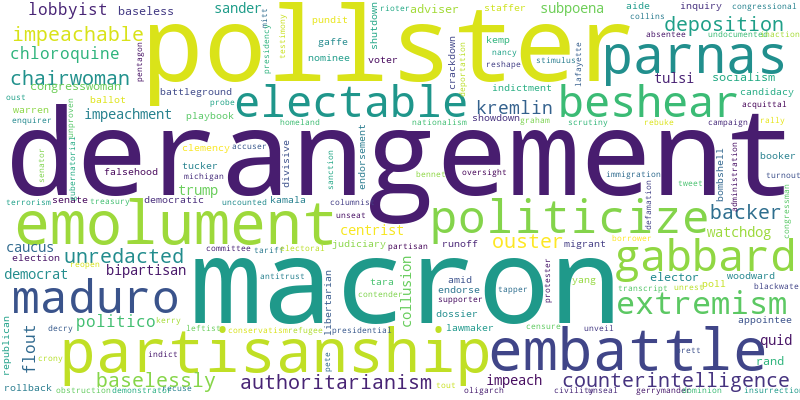 lobbyist
baseless
pollster
sander
pundit
gaffe
nominee
shutdown
rioter
adviser
staffer
kemp
nancy
reshape
stimulus
subpoena
aide
collins
inquiry
congressional
deposition
absentee
undocumented
impeachable
chloroquine
chairwoman
congresswoman
pentagon
presidency
mitt
testimony
voter
crackdown
deportation
lafayette
parnas
tulsi
socialism
oust
warren
enquirer
ballot
battleground
probe
playbook
electable
kremlin
indictment
beshear
candidacy
acquittal
impeachment
homeland
nationalism
showdown
graham
scrutiny
rebuke
campaign
rally
unproven
gubernatorial
senator
derangement
falsehood
clemency
accuser
tucker
michigan
divisive
sanction
endorsement
bennet
oversight
immigration
bombshell
administration
booker
turnout
tweet
trump
terrorism
senate
treasury
democratic
uncounted
kamala
columnis
unseat
defamation
congressman
emolument
centrist
politicize
backer
watchdog
caucus
election
unredacted
committee
tariff
electoral
judiciary
partisan
runoff
ouster
migrant
borrower
gabbard
democrat
reopen
bipartisan
macron
antitrust
libertarian
tara
contender
collusion
amid
endorse
supporter
tapper
protester
yang
elector
woodward
transcript
unrest
poll
blackwate
maduro
dossier
lawmaker
extremism
appointee
republican
politico
kerry
leftist
conservatism
refugee
presidential
censure
unveil
flout
decry
crony
indict
partisanship
embattle
brett
quid
rand
rollback
baselessly
obstruction
demonstrator
accuse
authoritarianism
pete
tout
impeach
oligarch
counterintelligence
civility
unseal
gerrymander
dominion
insurrection